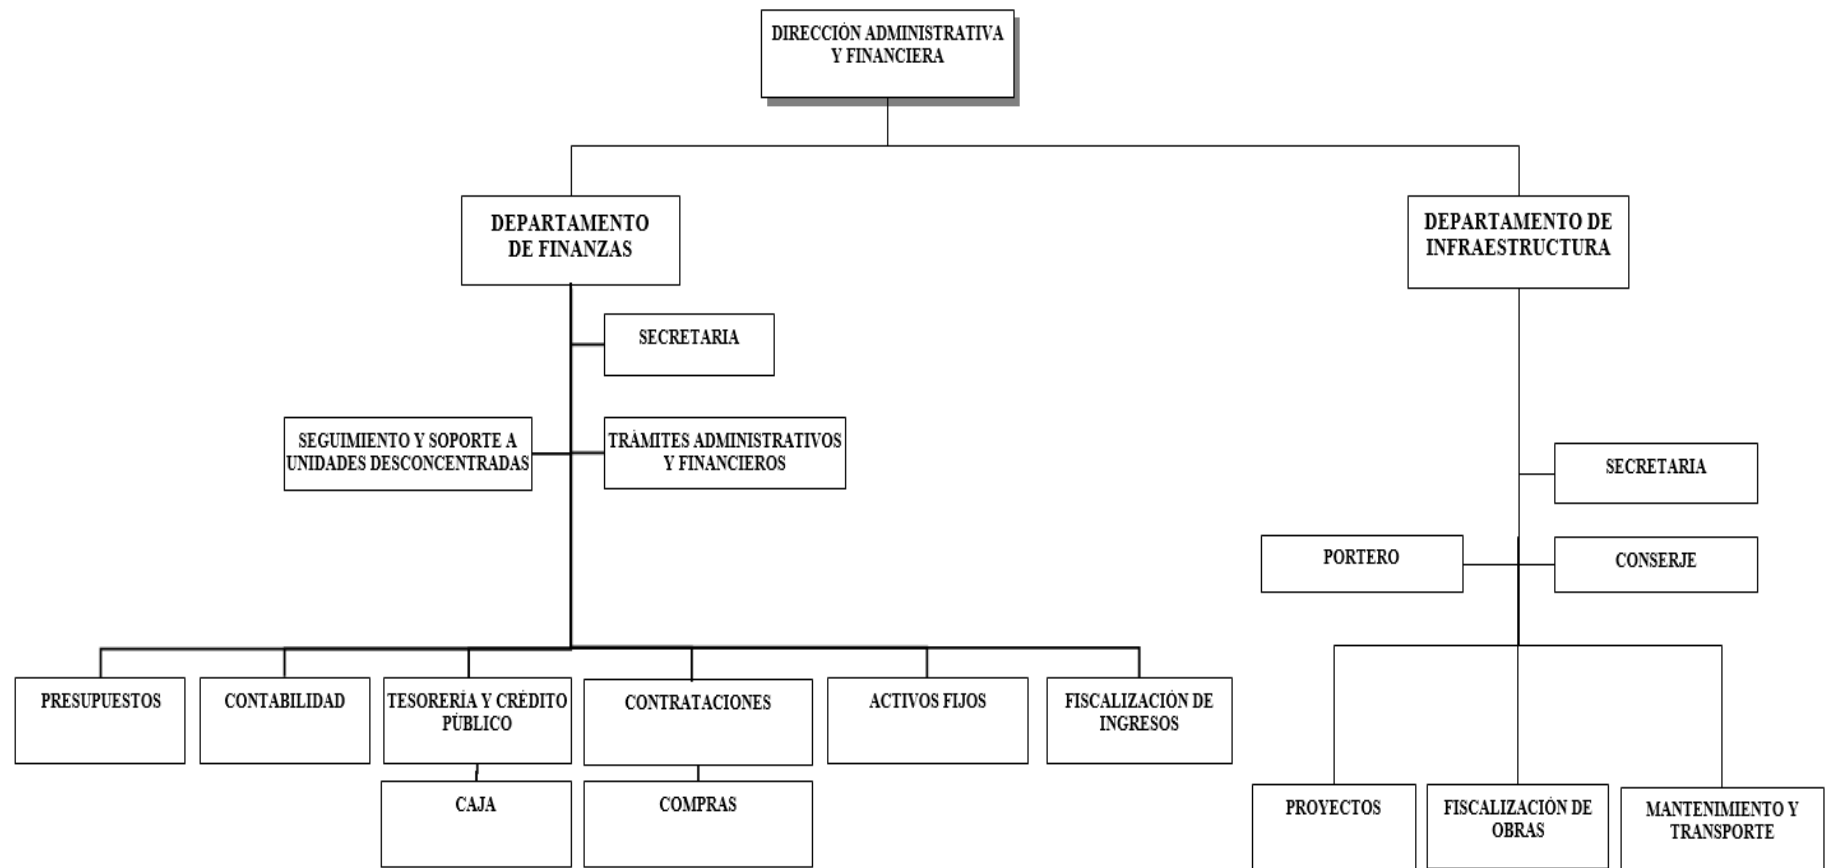 DIRECCIÓN ADMINISTRATIVA
Y FINANCIERA
DEPARTAMENTO
DE FINANZAS
DEPARTAMENTO DE
INFRAESTRUCTURA
SECRETARIA
SEGUIMIENTO Y SOPORTE A
UNIDADES DESCONCENTRADAS
TRÁMITES ADMINISTRATIVOS
Y FINANCIEROS
SECRETARIA
PORTERO
CONSERJE
PRESUPUESTOS
CONTABILIDAD
TESORERÍA Y CRÉDITO
PÚBLICO
CONTRATACIONES
ACTIVOS FIJOS
FISCALIZACIÓN DE
INGRESOS
CAJA
COMPRAS
PROYECTOS
FISCALIZACIÓN DE
OBRAS
MANTENIMIENTO Y
TRANSPORTE